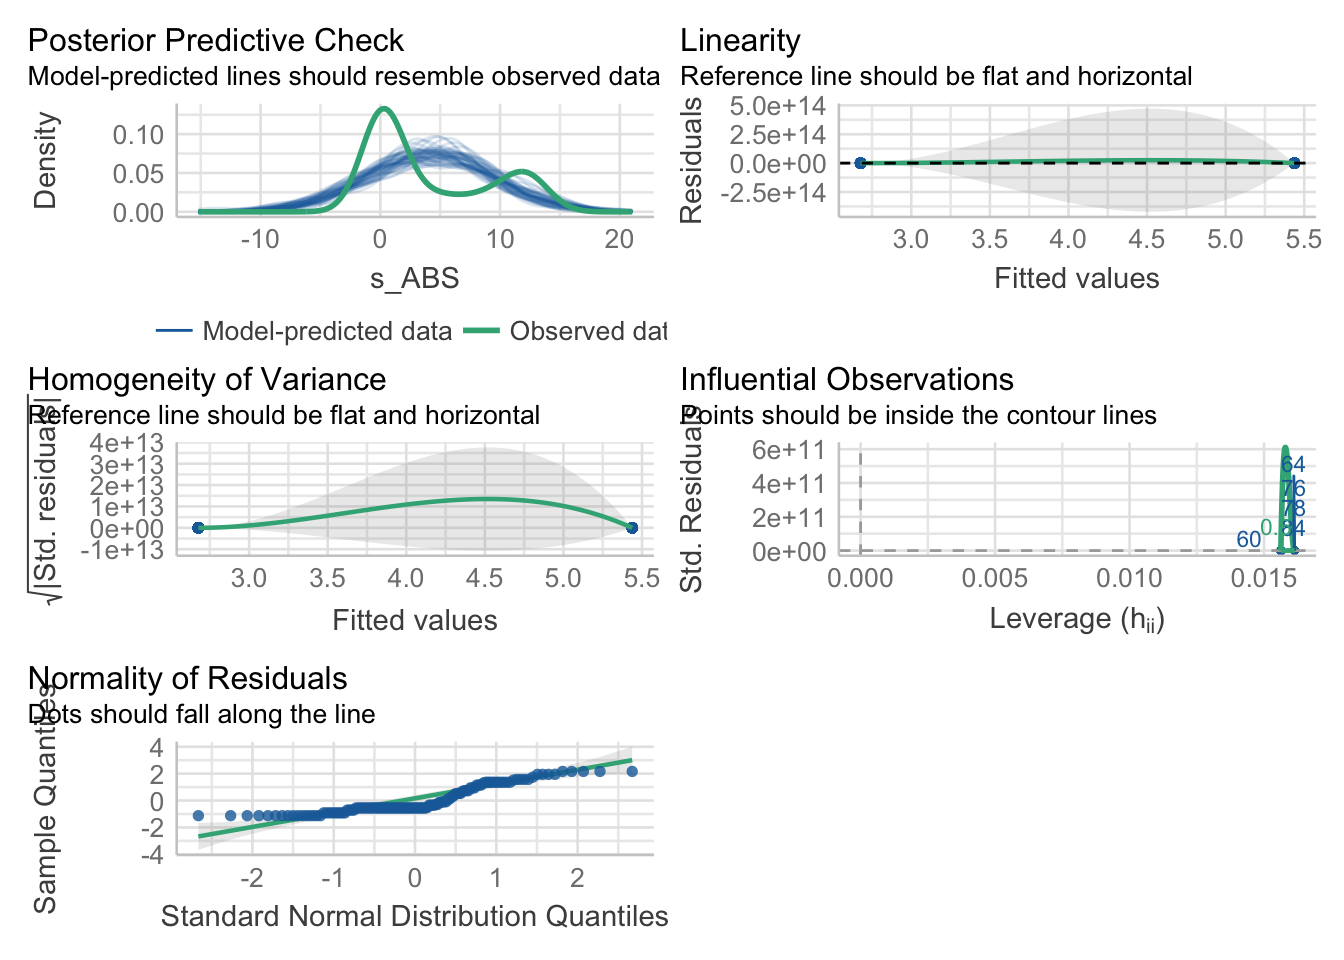 Posterior Predictive Check
Model-predicted lines should resemble observed data
Density
0.10
0.05
0.00
-10 0 10 20
s_ABS
Model-predicted data Observed dat
Linearity
Reference line should be flat and horizontal
Residuals
5.0e+14
2.5e+14
0.0e+00
-2.5e+14
3.0 3.5 4.0 4.5 5.0 5.5
Fitted values
Homogeneity of Variance
Reference line should be flat and horizontal
√|Std. residuals|
4e+13
3e+13
2e+13
1e+13
0e+00
-1e+13
3.0 3.5 4.0 4.5 5.0 5.5
Fitted values
Influential Observations
Points should be inside the contour lines
Std. Residuals
6e+11
4e+11
2e+11
0e+00
64
76
78
84
60
0.000 0.005 0.010 0.015
Leverage (hii)
Normality of Residuals
Dots should fall along the line
Sample Quantiles
4
2
0
-2
-4
-2 -1 0 1 2
Standard Normal Distribution Quantiles